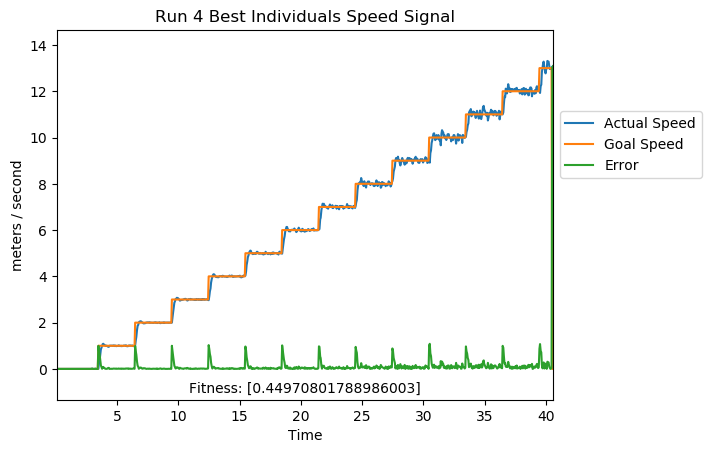 Run 4 Best Individuals Speed Signal
14
12
10
8
6
4
2
0
meters / second
Actual Speed
Goal Speed
Error
Fitness: [0.44970801788986003]
5 10 15 20 25 30 35 40
Time